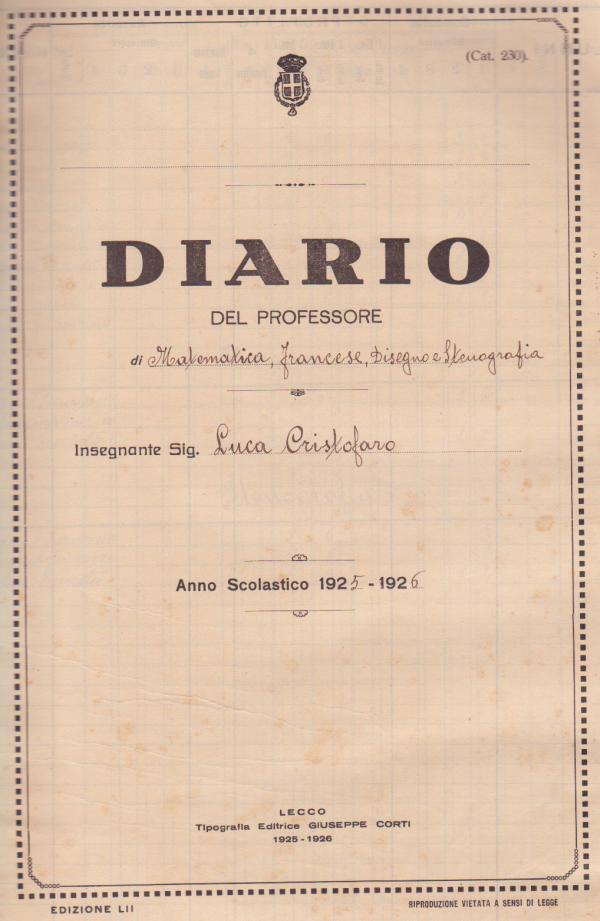 (Cat. 230).
DIARIO
DEL PROFESSORE
di Matematica, Francese, Disegno e Stenografia
Insegnante Sig. Luca Cristofaro
Anno Scolastico 1925-1926
LECCO
Tipografia Editrice GIUSEPPE CORTI
1925-1926
EDIZIONE LII
RIPRODUZIONE VIETATA A SENSI DI LEGGE